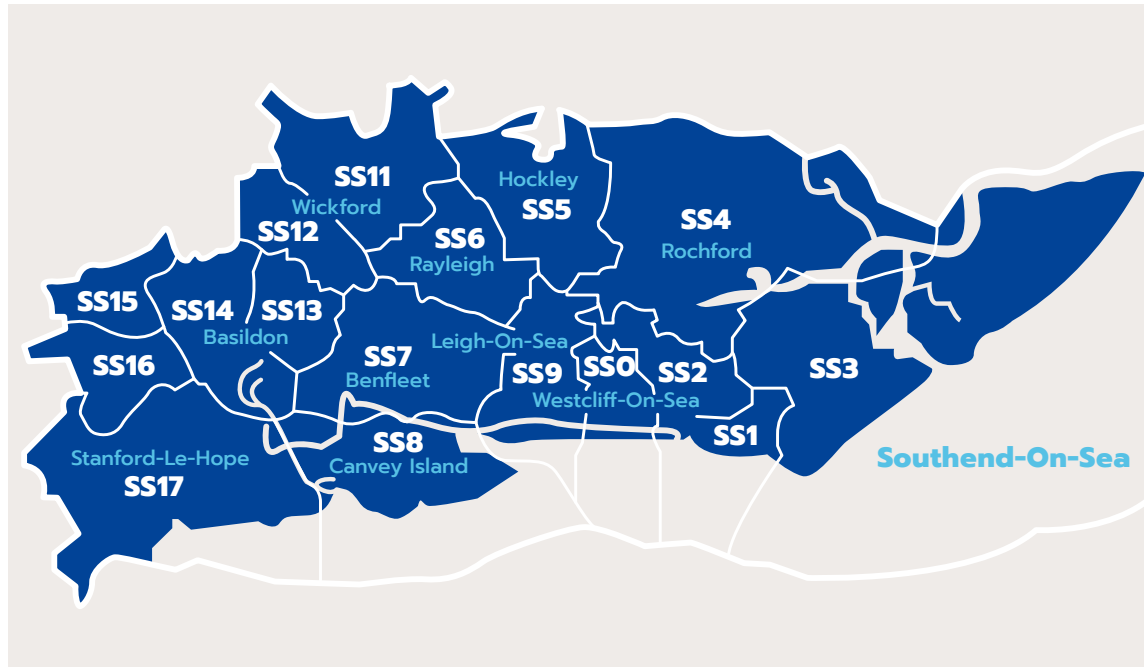 SS11
Wickford
Hockley
SS5
SS4
Rochford
SS12
SS6
Rayleigh
SS15
SS14
SS13
Basildon
SS16
SS7
Benfleet
Leigh-On-Sea
SS9
SS0
SS2
Westcliff-On-Sea
SS3
SS1
SS8
Canvey Island
Stanford-Le-Hope
SS17
Southend-On-Sea